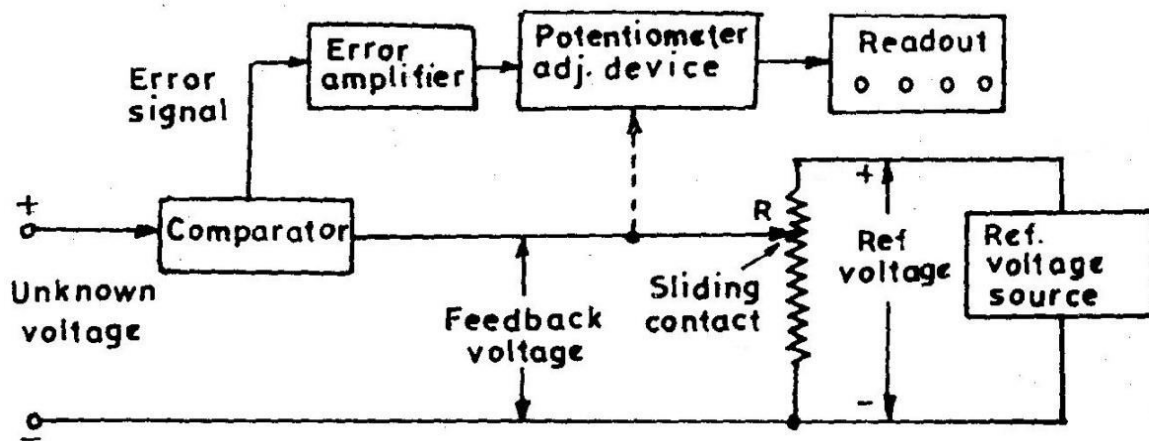 Error
amplifier
Potentiometer
adj. device
Readout
Error
signal
+
Comparator
Unknown
voltage
Feedback
voltage
R
Sliding
contact
+
Ref
voltage
-
Ref.
voltage
source
-